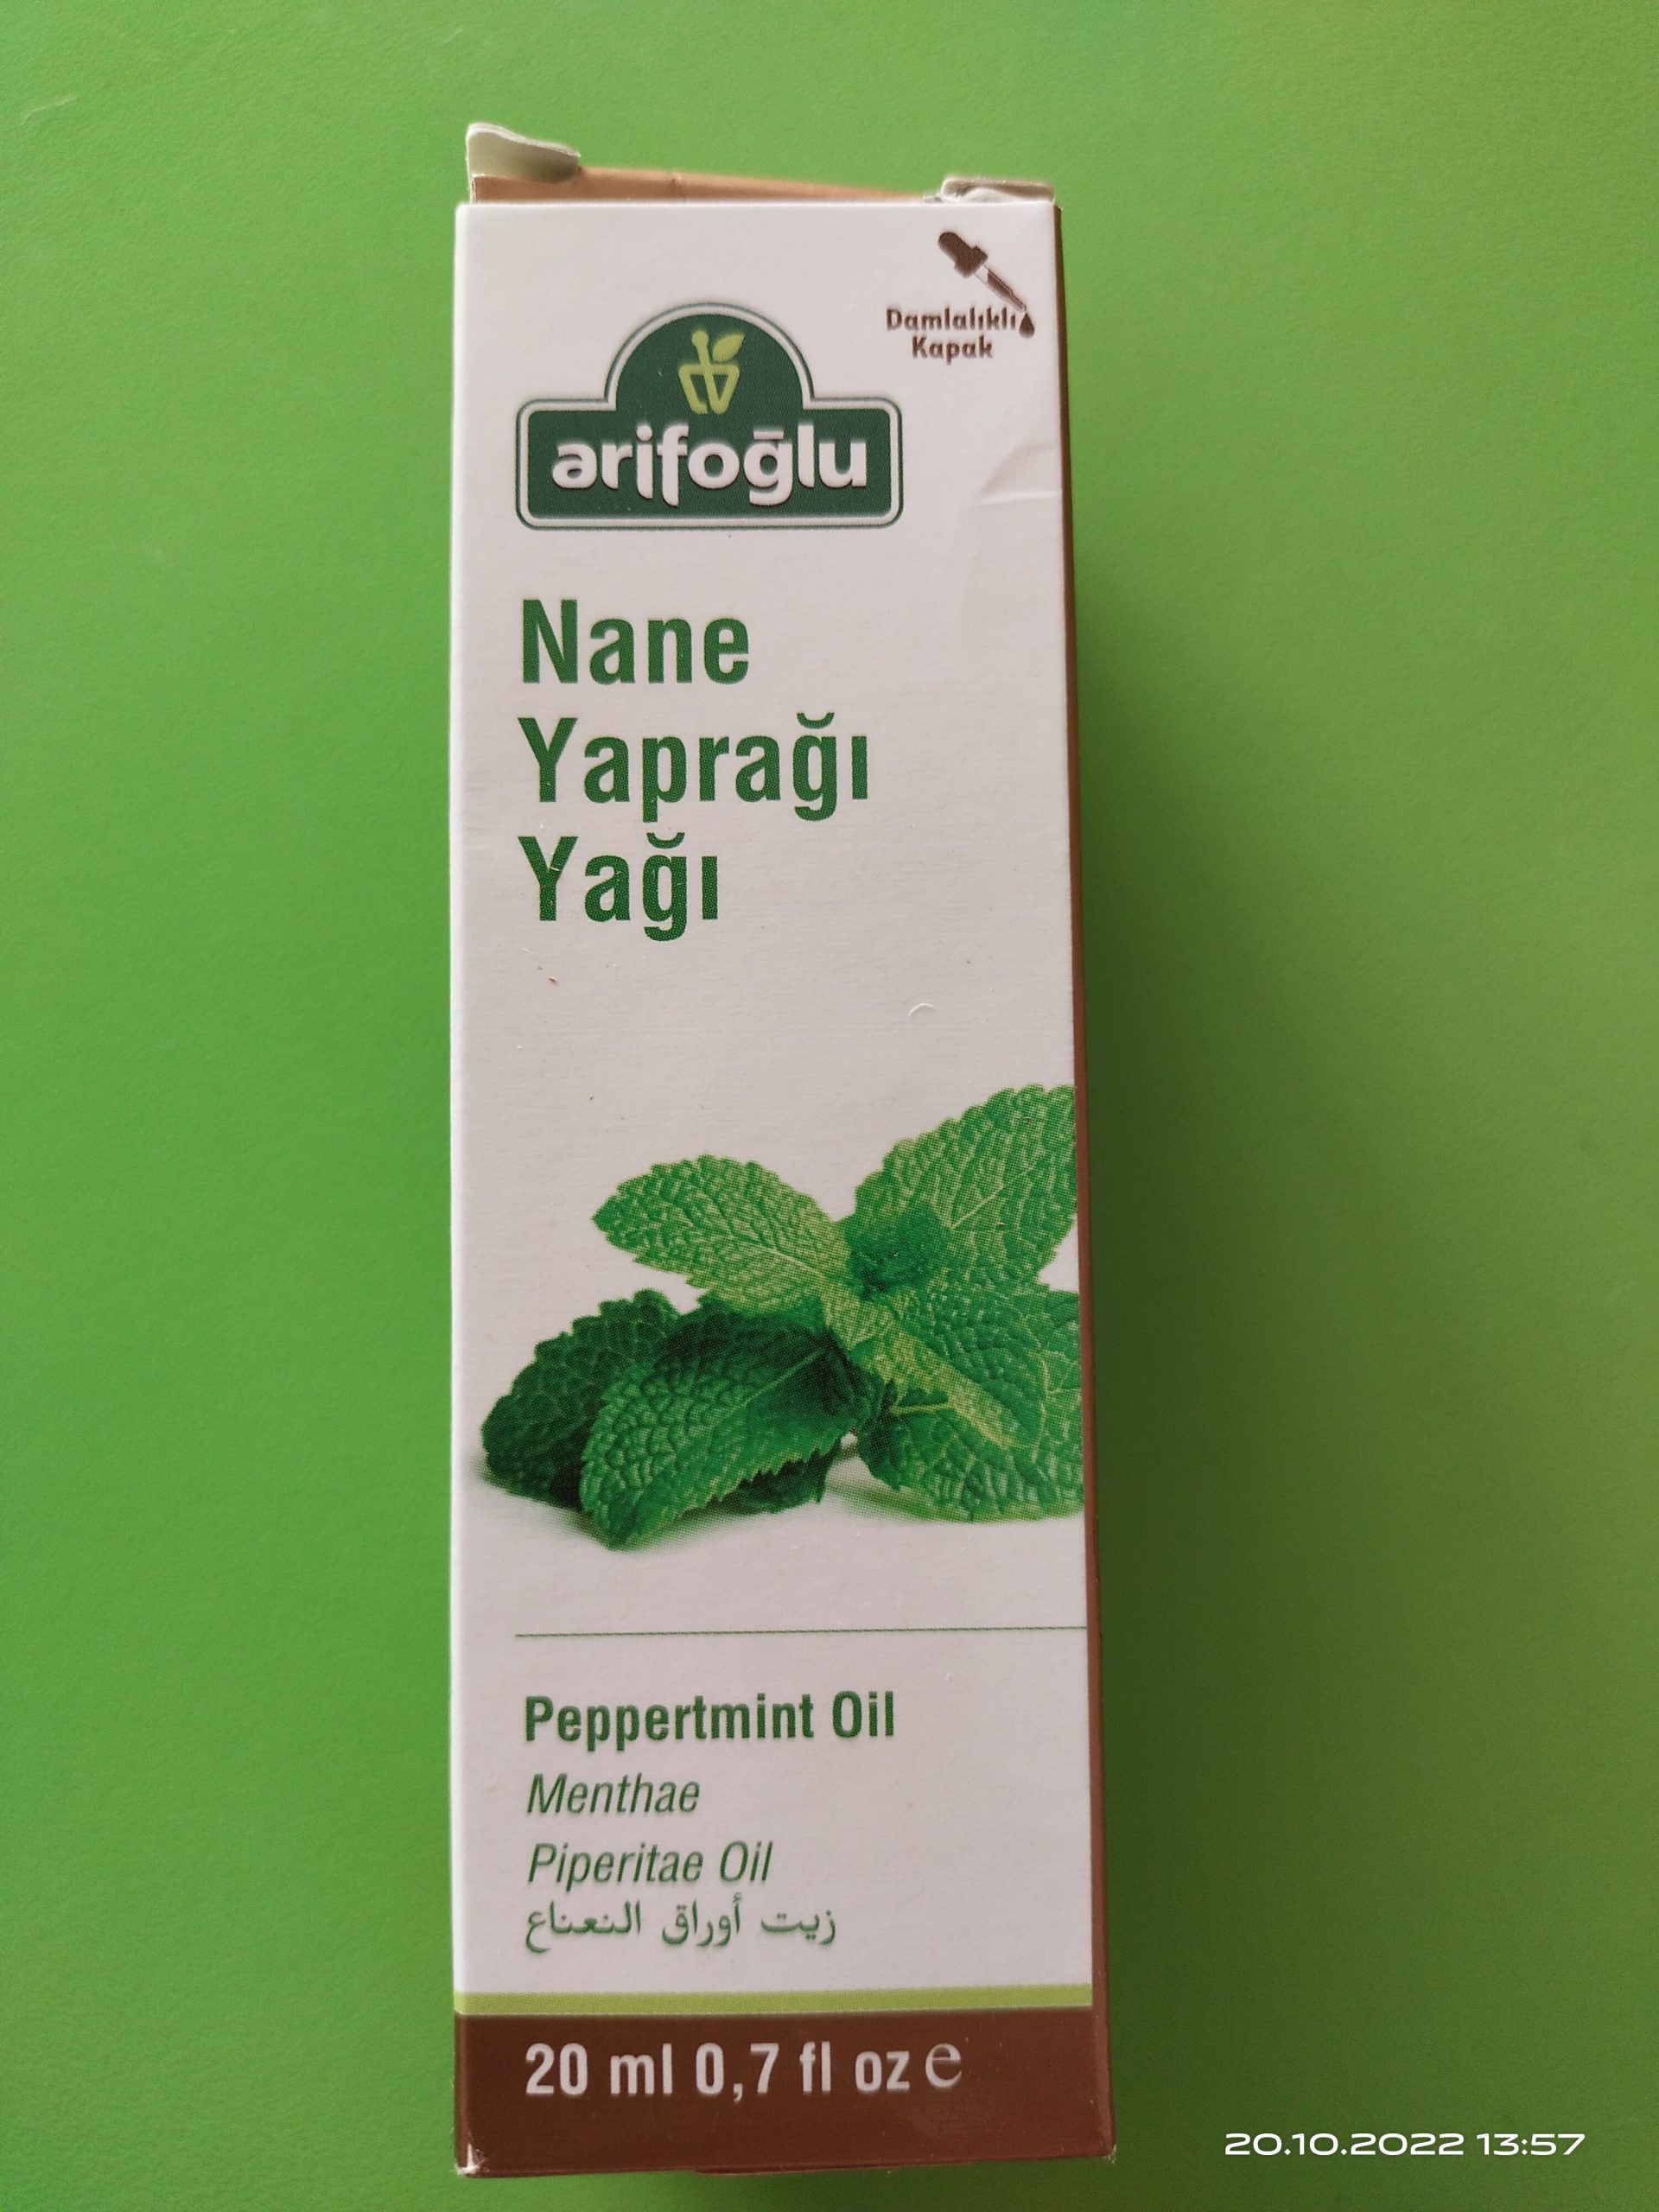 Damlalıklı
Kapak
arifoğlu
Nane
Yaprağı
Yağı
Peppertmint Oil
Menthae
Piperitae Oil
زيت أوراق النعناع
20 ml 0,7 fl oz e
20.10.2022 13:57